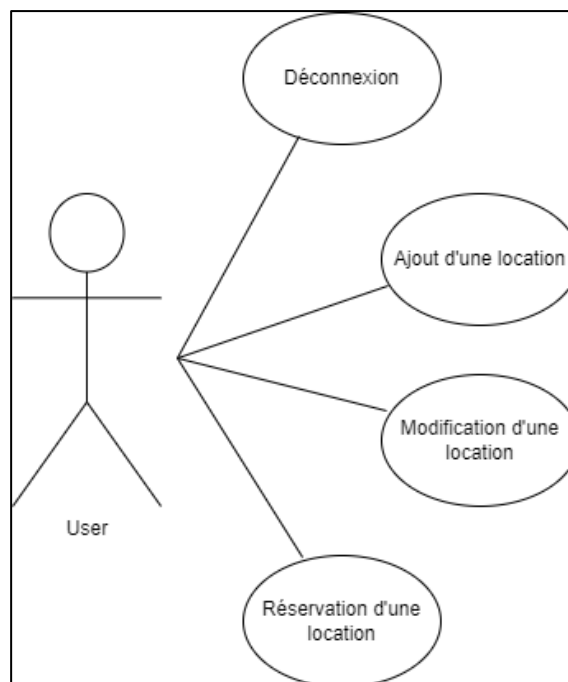 Déconnexion
Ajout d'une location
Modification d'une
location
User
Réservation d'une
location